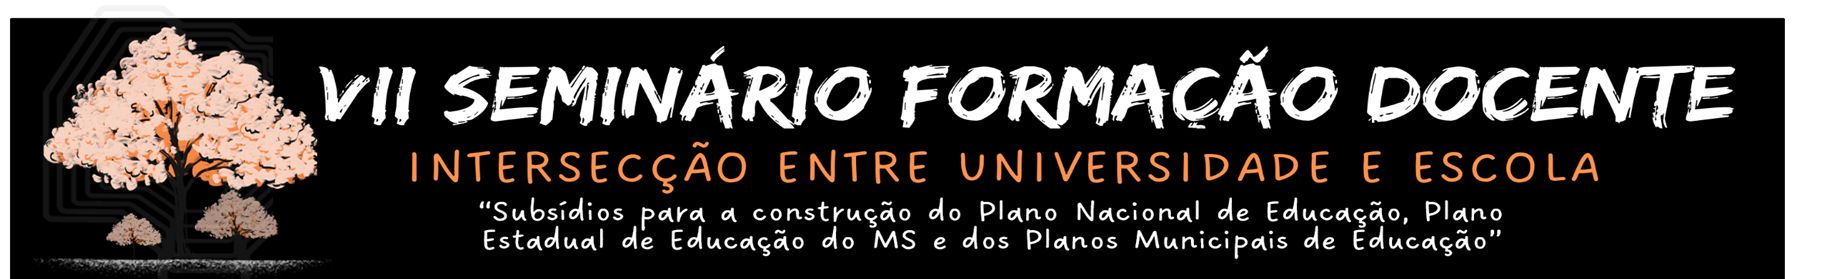 VII SEMINÁRIO FORMAÇÃO DOCENTE
INTERSECÇÃO ENTRE UNIVERSIDADE E ESCOLA
“Subsídios para a construção do Plano Nacional de Educação, Plano
Estadual de Educação do MS e dos Planos Municipais de Educação”